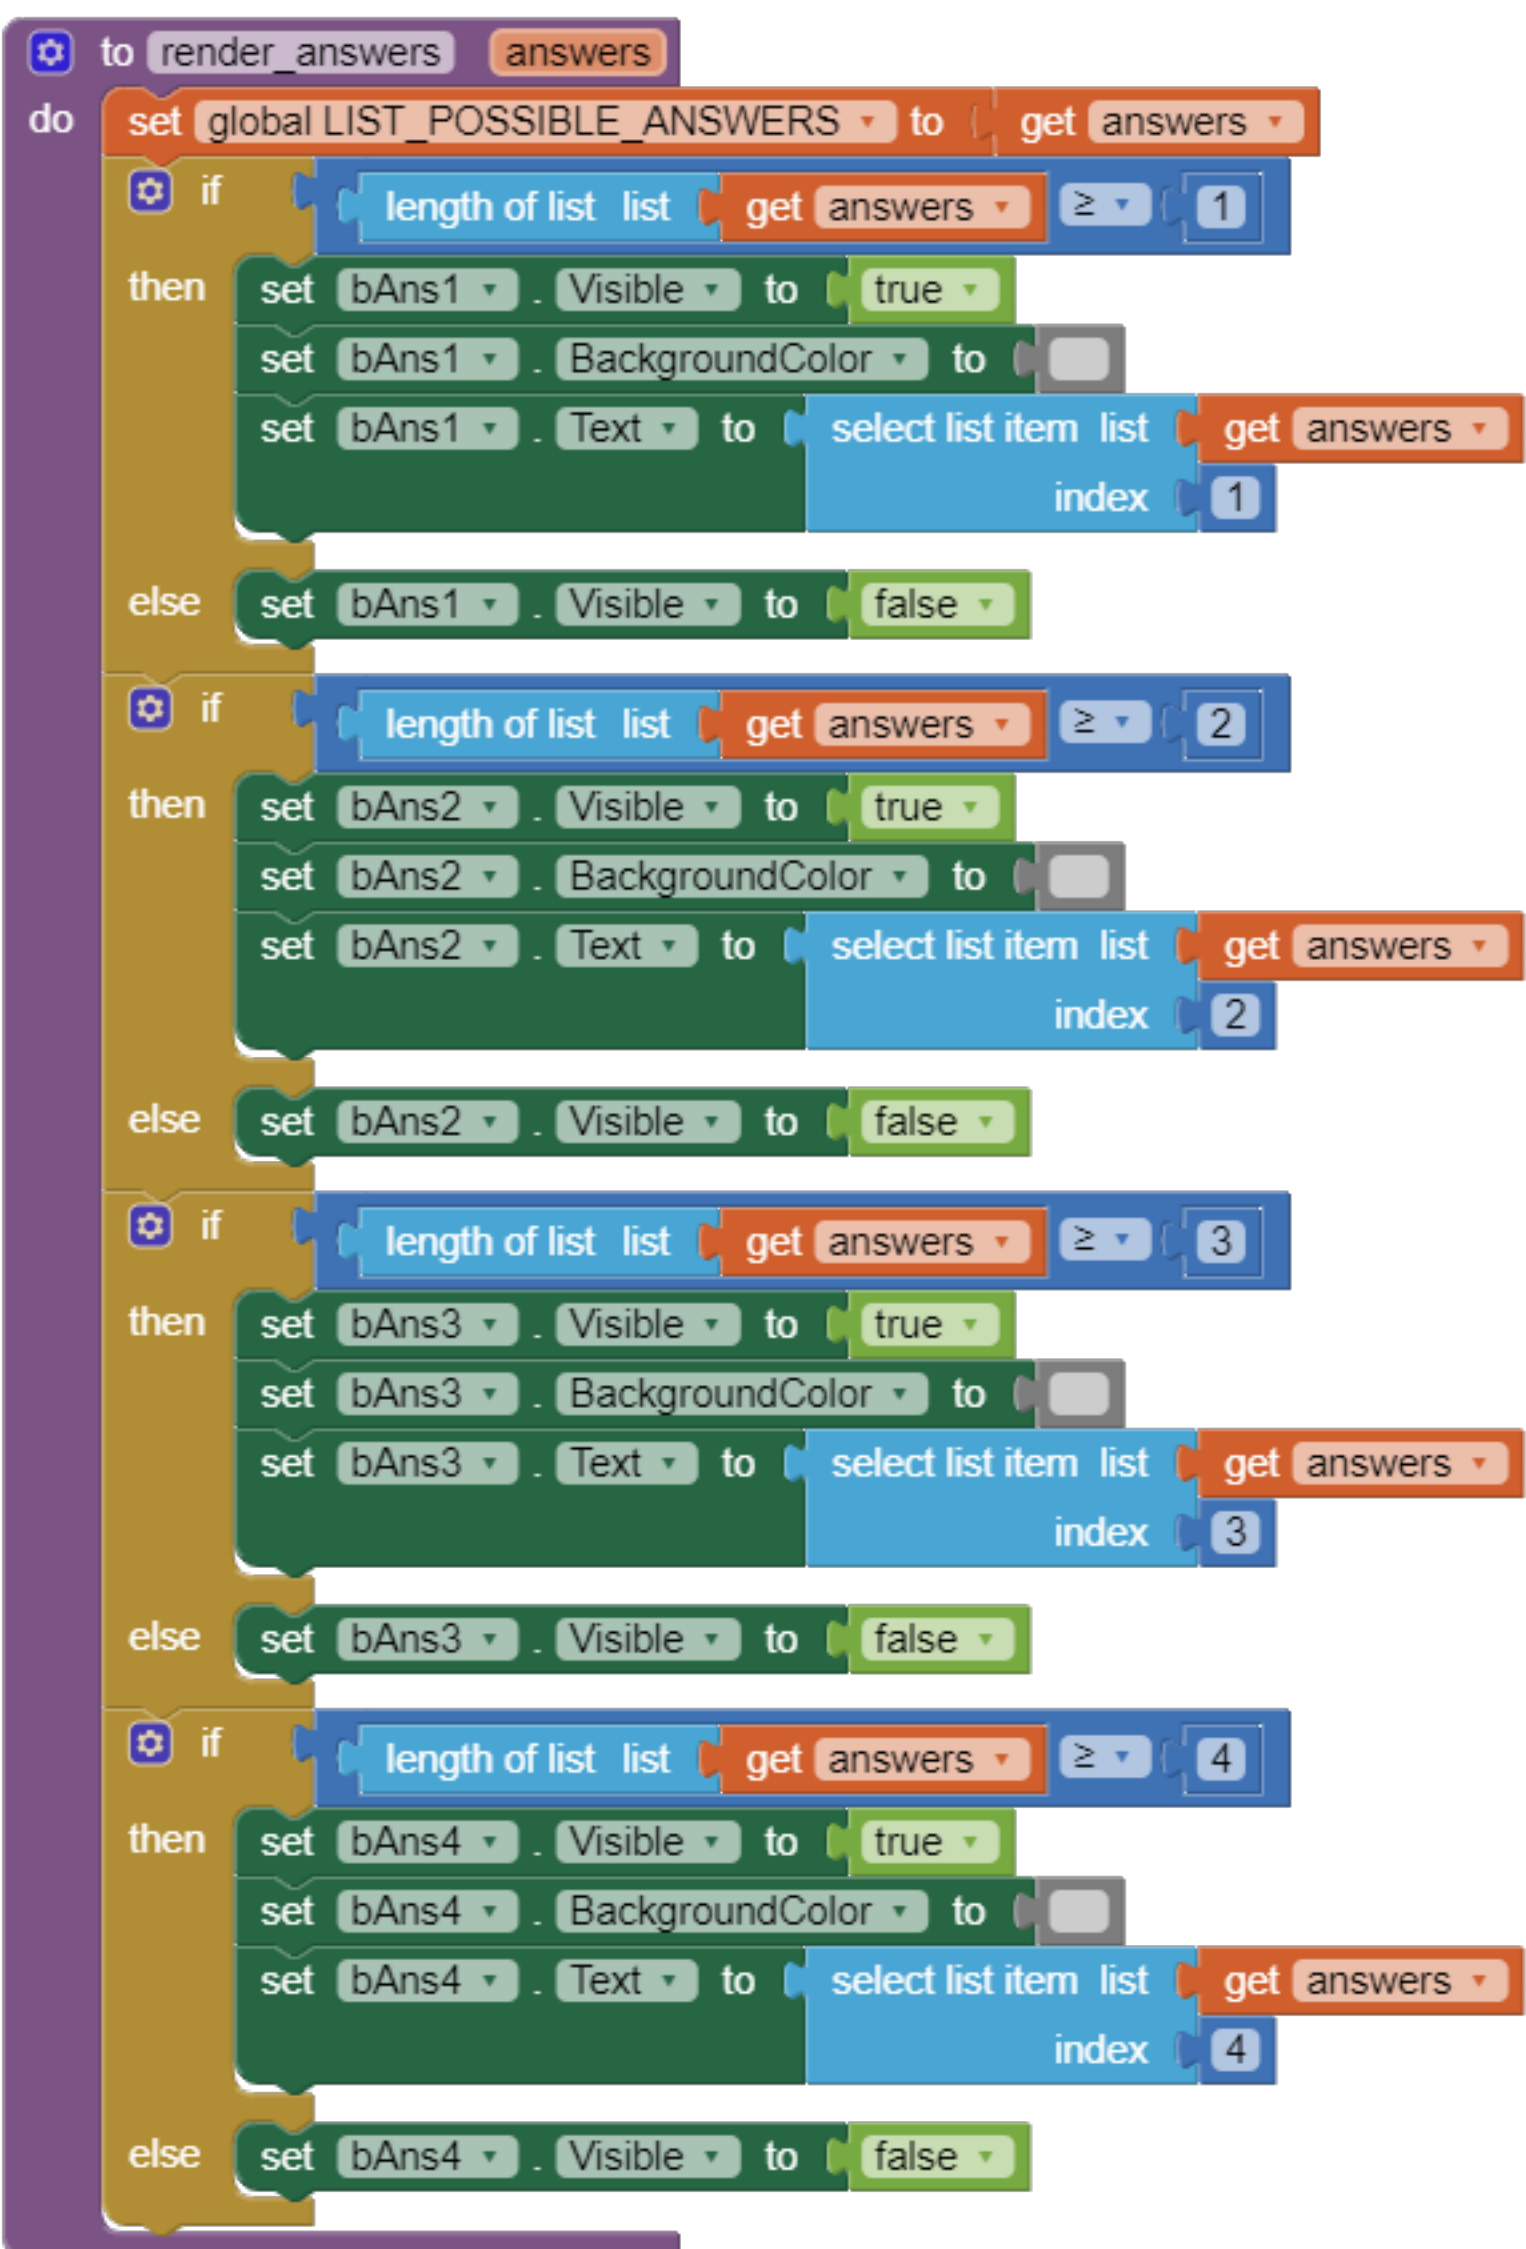 to render_answers answers
do set global LIST_POSSIBLE_ANSWERS to get answers
if length of list list get answers ≥ 1
then set bAns1 . Visible to true
set bAns1 . BackgroundColor to
set bAns1 . Text to select list item list get answers
index 1
else set bAns1 . Visible to false
if length of list list get answers ≥ 2
then set bAns2 . Visible to true
set bAns2 . BackgroundColor to
set bAns2 . Text to select list item list get answers
index 2
else set bAns2 . Visible to false
if length of list list get answers ≥ 3
then set bAns3 . Visible to true
set bAns3 . BackgroundColor to
set bAns3 . Text to select list item list get answers
index 3
else set bAns3 . Visible to false
if length of list list get answers ≥ 4
then set bAns4 . Visible to true
set bAns4 . BackgroundColor to
set bAns4 . Text to select list item list get answers
index 4
else set bAns4 . Visible to false